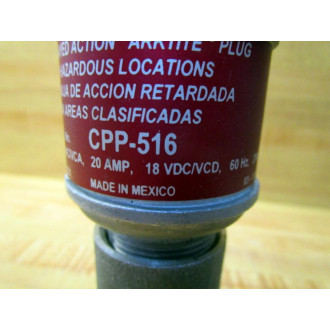 ACTION "ARKTITE" PLUG
HAZARDOUS LOCATIONS
DE ACCION RETARDADA
AREAS CLASIFICADAS
CPP-516
20 AMP, 18 VDC/VCD, 60 Hz,
MADE IN MEXICO